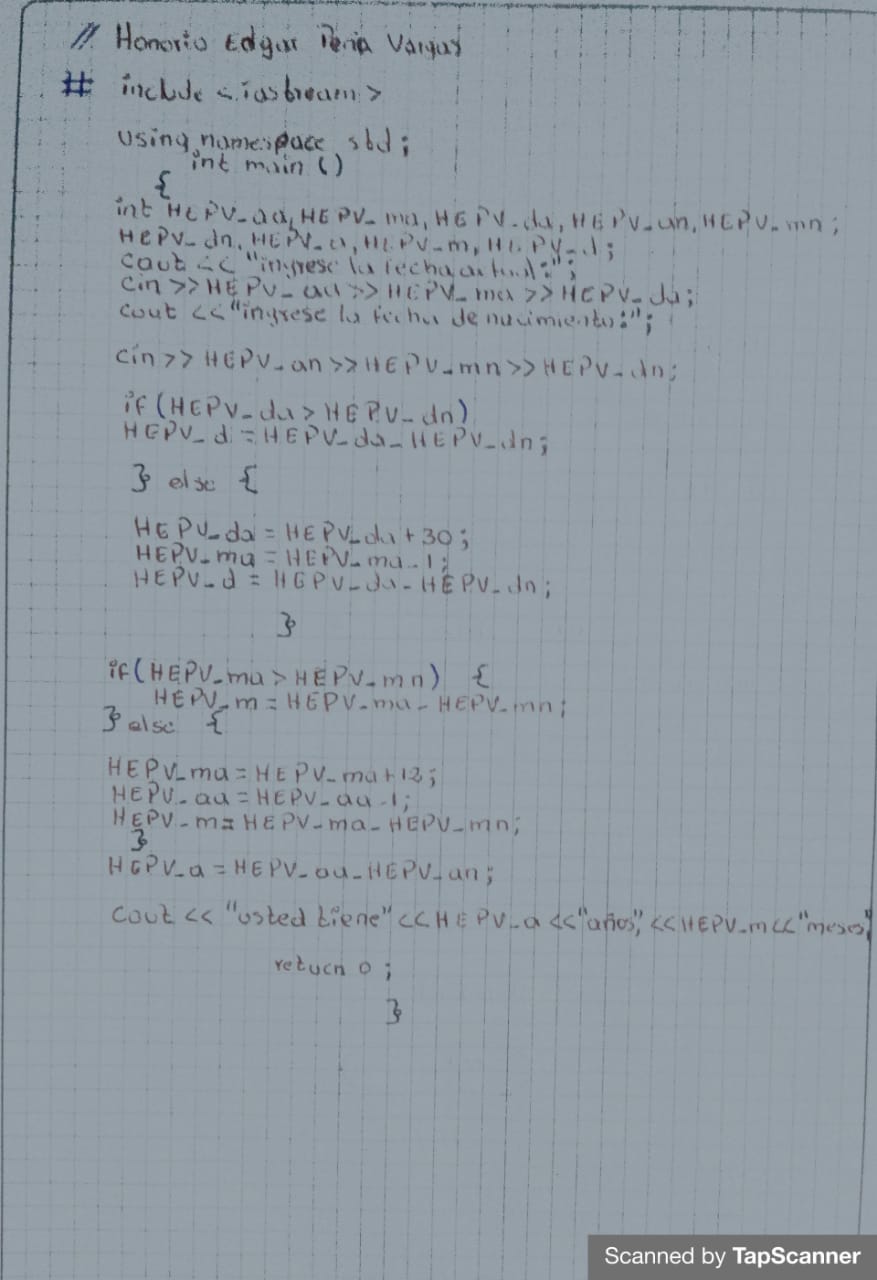 // Honorio Edgar Peña Vargas
# include <iostream>
using namespace std;
int main ()
{
int HEPV_aa, HEPV_ma, HEPV_da, HEPV_an, HEPV_mn;
HEPV_dn, HEPV_a, HEPV_m, HEPV_d;
cout << "ingrese la fecha actual:";
cin >> HEPV_aa >> HEPV_ma >> HEPV_da;
cout << "ingrese la fecha de nacimiento:";
cin >> HEPV_an >> HEPV_mn >> HEPV_dn;
if (HEPV_da > HEPV_dn)
HEPV_d = HEPV_da - HEPV_dn;
} else {
HEPV_da = HEPV_da + 30;
HEPV_ma = HEPV_ma - 1;
HEPV_d = HEPV_da - HEPV_dn;
}
if (HEPV_ma > HEPV_mn) {
HEPV_m = HEPV_ma - HEPV_mn;
} else {
HEPV_ma = HEPV_ma + 12;
HEPV_aa = HEPV_aa - 1;
HEPV_m = HEPV_ma - HEPV_mn;
}
HEPV_a = HEPV_aa - HEPV_an;
cout << "usted tiene" << HEPV_a << "años", << HEPV_m << "meses"
return 0 ;
}
Scanned by TapScanner